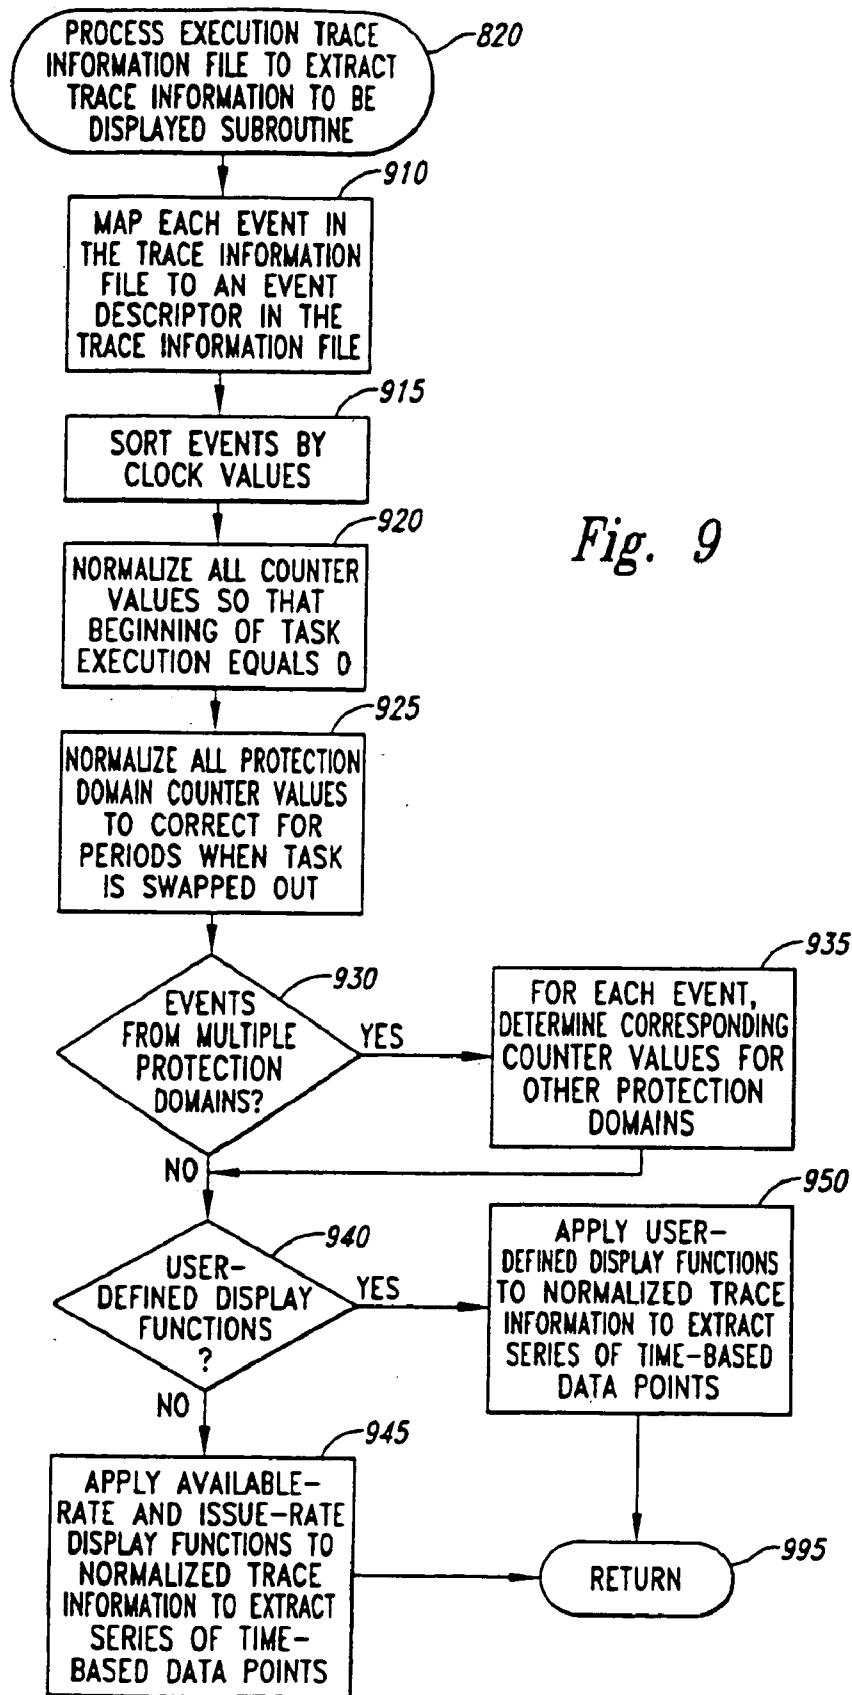 PROCESS EXECUTION TRACE
INFORMATION FILE TO EXTRACT
TRACE INFORMATION TO BE
DISPLAYED SUBROUTINE
820
910
MAP EACH EVENT IN
THE TRACE INFORMATION
FILE TO AN EVENT
DESCRIPTOR IN THE
TRACE INFORMATION FILE
915
SORT EVENTS BY
CLOCK VALUES
920
NORMALIZE ALL COUNTER
VALUES SO THAT
BEGINNING OF TASK
EXECUTION EQUALS 0
Fig. 9
925
NORMALIZE ALL PROTECTION
DOMAIN COUNTER VALUES
TO CORRECT FOR
PERIODS WHEN TASK
IS SWAPPED OUT
930
EVENTS
FROM MULTIPLE
PROTECTION
DOMAINS?
YES
NO
935
FOR EACH EVENT,
DETERMINE CORRESPONDING
COUNTER VALUES FOR
OTHER PROTECTION
DOMAINS
940
USER-
DEFINED DISPLAY
FUNCTIONS
?
YES
NO
950
APPLY USER-
DEFINED DISPLAY FUNCTIONS
TO NORMALIZED TRACE
INFORMATION TO EXTRACT
SERIES OF TIME-BASED
DATA POINTS
945
APPLY AVAILABLE-
RATE AND ISSUE-RATE
DISPLAY FUNCTIONS TO
NORMALIZED TRACE
INFORMATION TO EXTRACT
SERIES OF TIME-
BASED DATA POINTS
995
RETURN